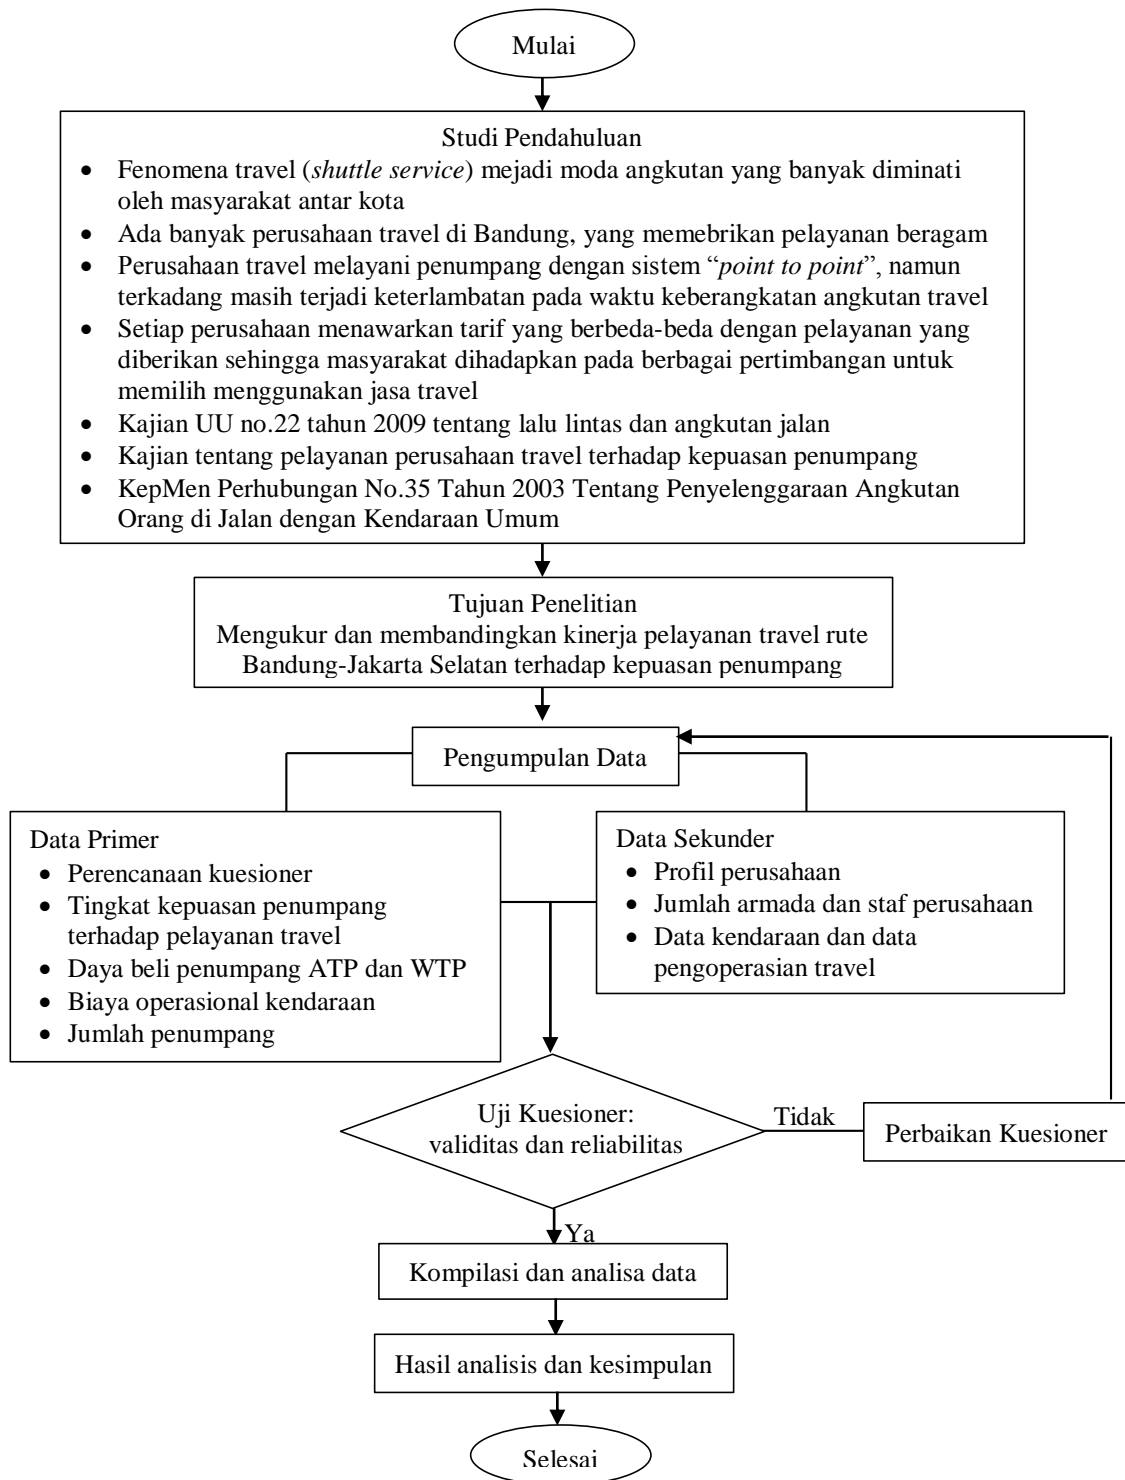 Mulai
Studi Pendahuluan
• Fenomena travel (shuttle service) mejadi moda angkutan yang banyak diminati
oleh masyarakat antar kota
• Ada banyak perusahaan travel di Bandung, yang memebrikan pelayanan beragam
• Perusahaan travel melayani penumpang dengan sistem “point to point”, namun
terkadang masih terjadi keterlambatan pada waktu keberangkatan angkutan travel
• Setiap perusahaan menawarkan tarif yang berbeda-beda dengan pelayanan yang
diberikan sehingga masyarakat dihadapkan pada berbagai pertimbangan untuk
memilih menggunakan jasa travel
• Kajian UU no.22 tahun 2009 tentang lalu lintas dan angkutan jalan
• Kajian tentang pelayanan perusahaan travel terhadap kepuasan penumpang
• KepMen Perhubungan No.35 Tahun 2003 Tentang Penyelenggaraan Angkutan
Orang di Jalan dengan Kendaraan Umum
Tujuan Penelitian
Mengukur dan membandingkan kinerja pelayanan travel rute
Bandung-Jakarta Selatan terhadap kepuasan penumpang
Pengumpulan Data
Data Primer
• Perencanaan kuesioner
• Tingkat kepuasan penumpang
terhadap pelayanan travel
• Daya beli penumpang ATP dan WTP
• Biaya operasional kendaraan
• Jumlah penumpang
Data Sekunder
• Profil perusahaan
• Jumlah armada dan staf perusahaan
• Data kendaraan dan data
pengoperasian travel
Uji Kuesioner:
validitas dan reliabilitas
Tidak
Perbaikan Kuesioner
Ya
Kompilasi dan analisa data
Hasil analisis dan kesimpulan
Selesai